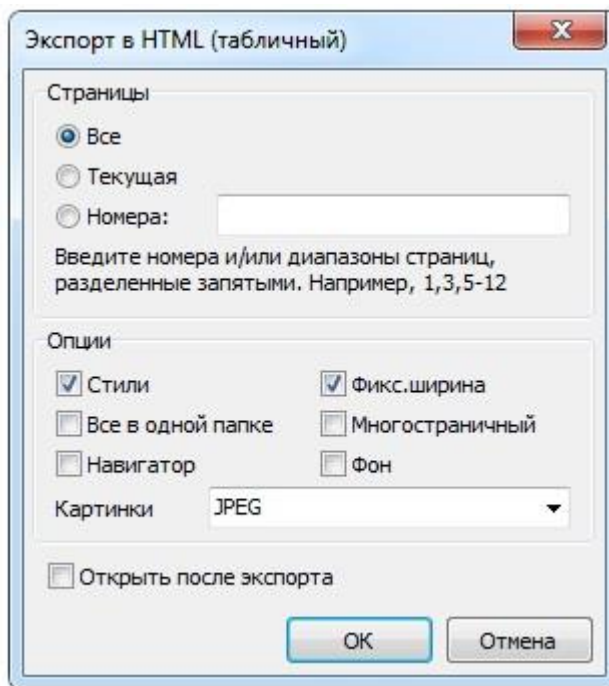 Экспорт в HTML (табличный)
Страницы
Все
Текущая
Номера:
Введите номера и/или диапазоны страниц,
разделенные запятыми. Например, 1,3,5-12
Опции
Стили
Фикс.ширина
Все в одной папке
Многостраничный
Навигатор
Фон
Картинки
JPEG
Открыть после экспорта
OK
Отмена